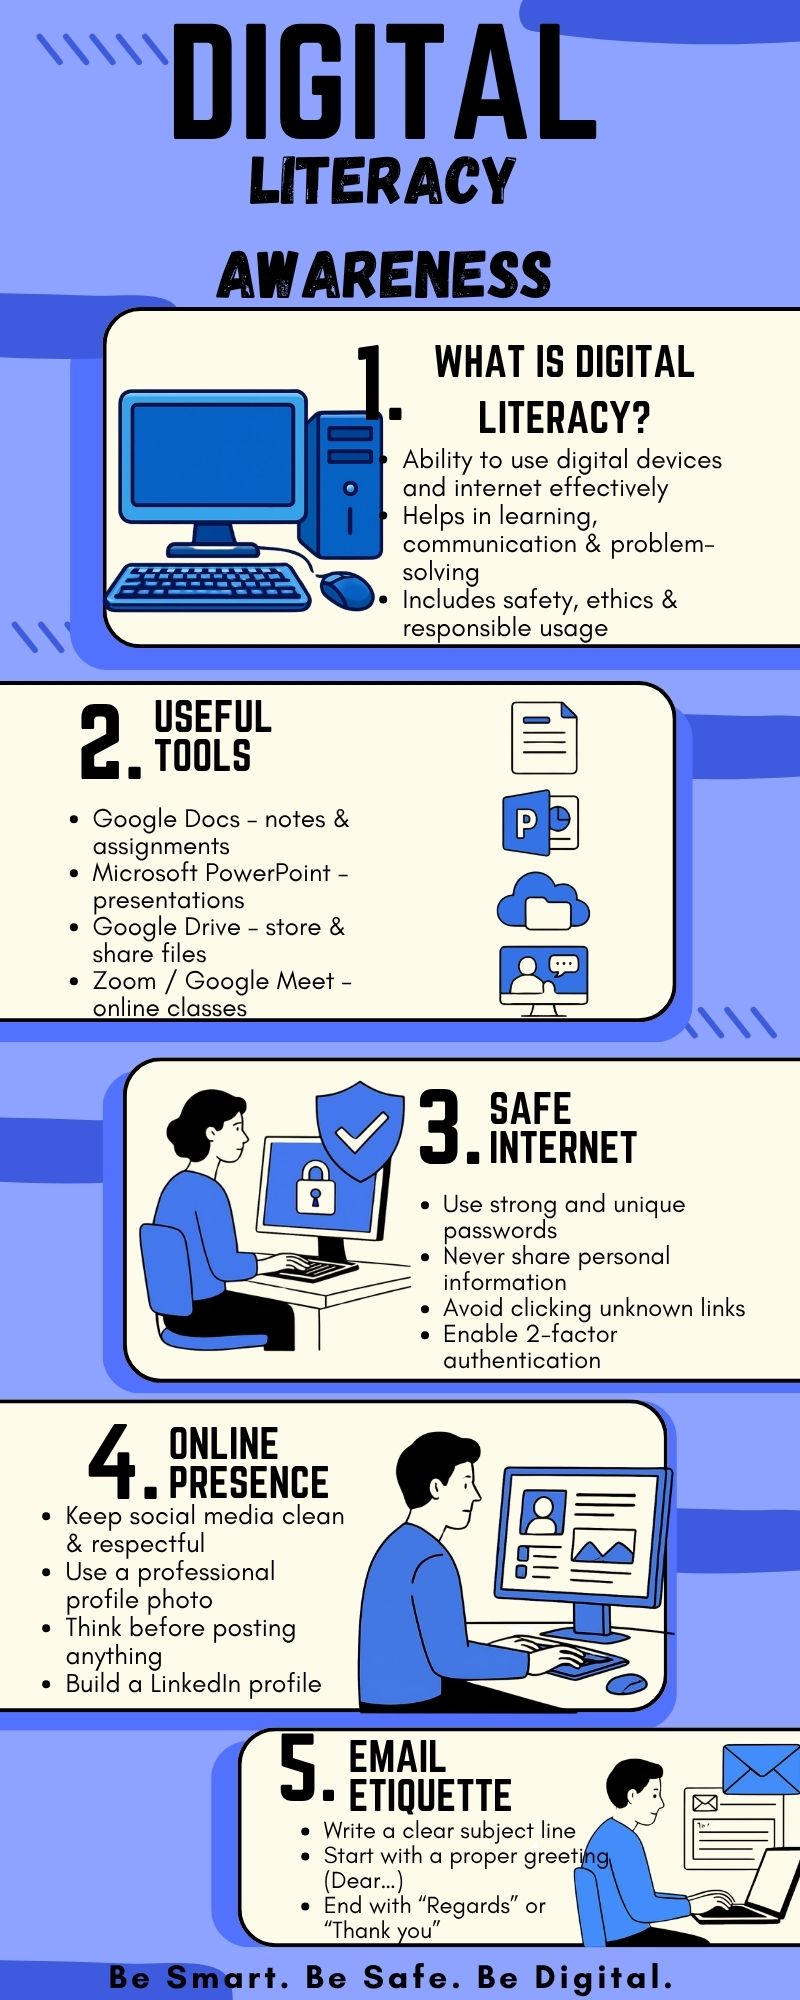 DIGITAL
LITERACY
AWARENESS
1. WHAT IS DIGITAL
LITERACY?
• Ability to use digital devices
and internet effectively
• Helps in learning,
communication & problem-
solving
• Includes safety, ethics &
responsible usage
2. USEFUL
TOOLS
• Google Docs – notes &
assignments
• Microsoft PowerPoint –
presentations
• Google Drive – store &
share files
• Zoom / Google Meet –
online classes
P
3. SAFE
INTERNET
• Use strong and unique
passwords
• Never share personal
information
• Avoid clicking unknown links
• Enable 2-factor
authentication
4. ONLINE
PRESENCE
• Keep social media clean
& respectful
• Use a professional
profile photo
• Think before posting
anything
• Build a LinkedIn profile
5. EMAIL
ETIQUETTE
• Write a clear subject line
• Start with a proper greeting
(Dear…)
• End with “Regards” or
“Thank you”
Be Smart. Be Safe. Be Digital.